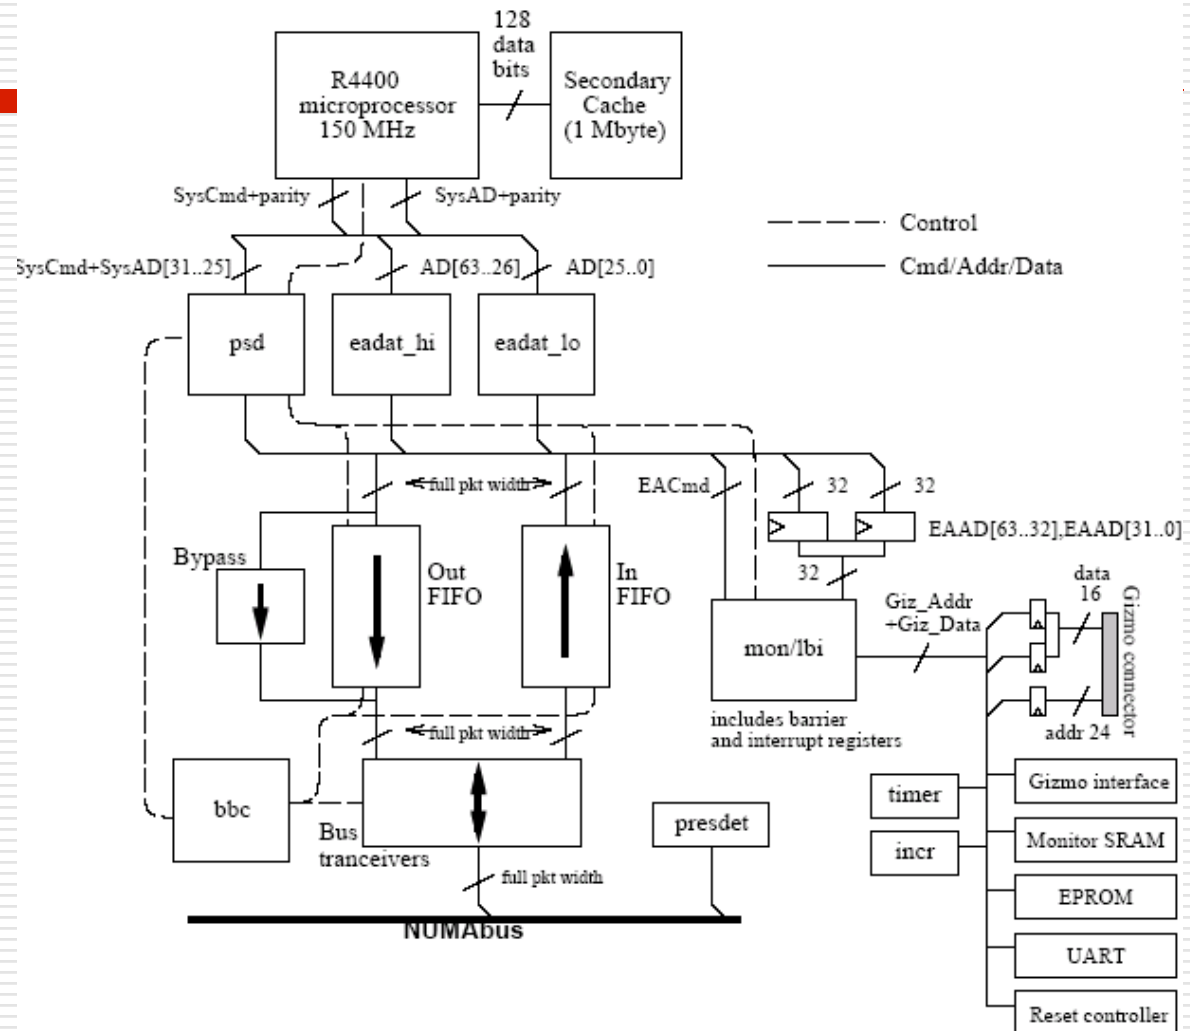 128
data
bits
R4400
microprocessor
150 MHz
Secondary
Cache
(1 Mbyte)
SysCmd+parity
SysAD+parity
Control
Cmd/Addr/Data
SysCmd+SysAD[31..25]
AD[63..26]
AD[25..0]
psd
eadat_hi
eadat_lo
full pkt width
EACmd
32
32
EAAD[63..32],EAAD[31..0]
Bypass
Out
FIFO
In
FIFO
32
data
16
Gizmo connector
Giz_Addr
+Giz_Data
mon/lbi
includes barrier
and interrupt registers
addr 24
full pkt width
bbc
Bus
tranceivers
presdet
timer
incr
Gizmo interface
Monitor SRAM
EPROM
UART
Reset controller
full pkt width
NUMAbus